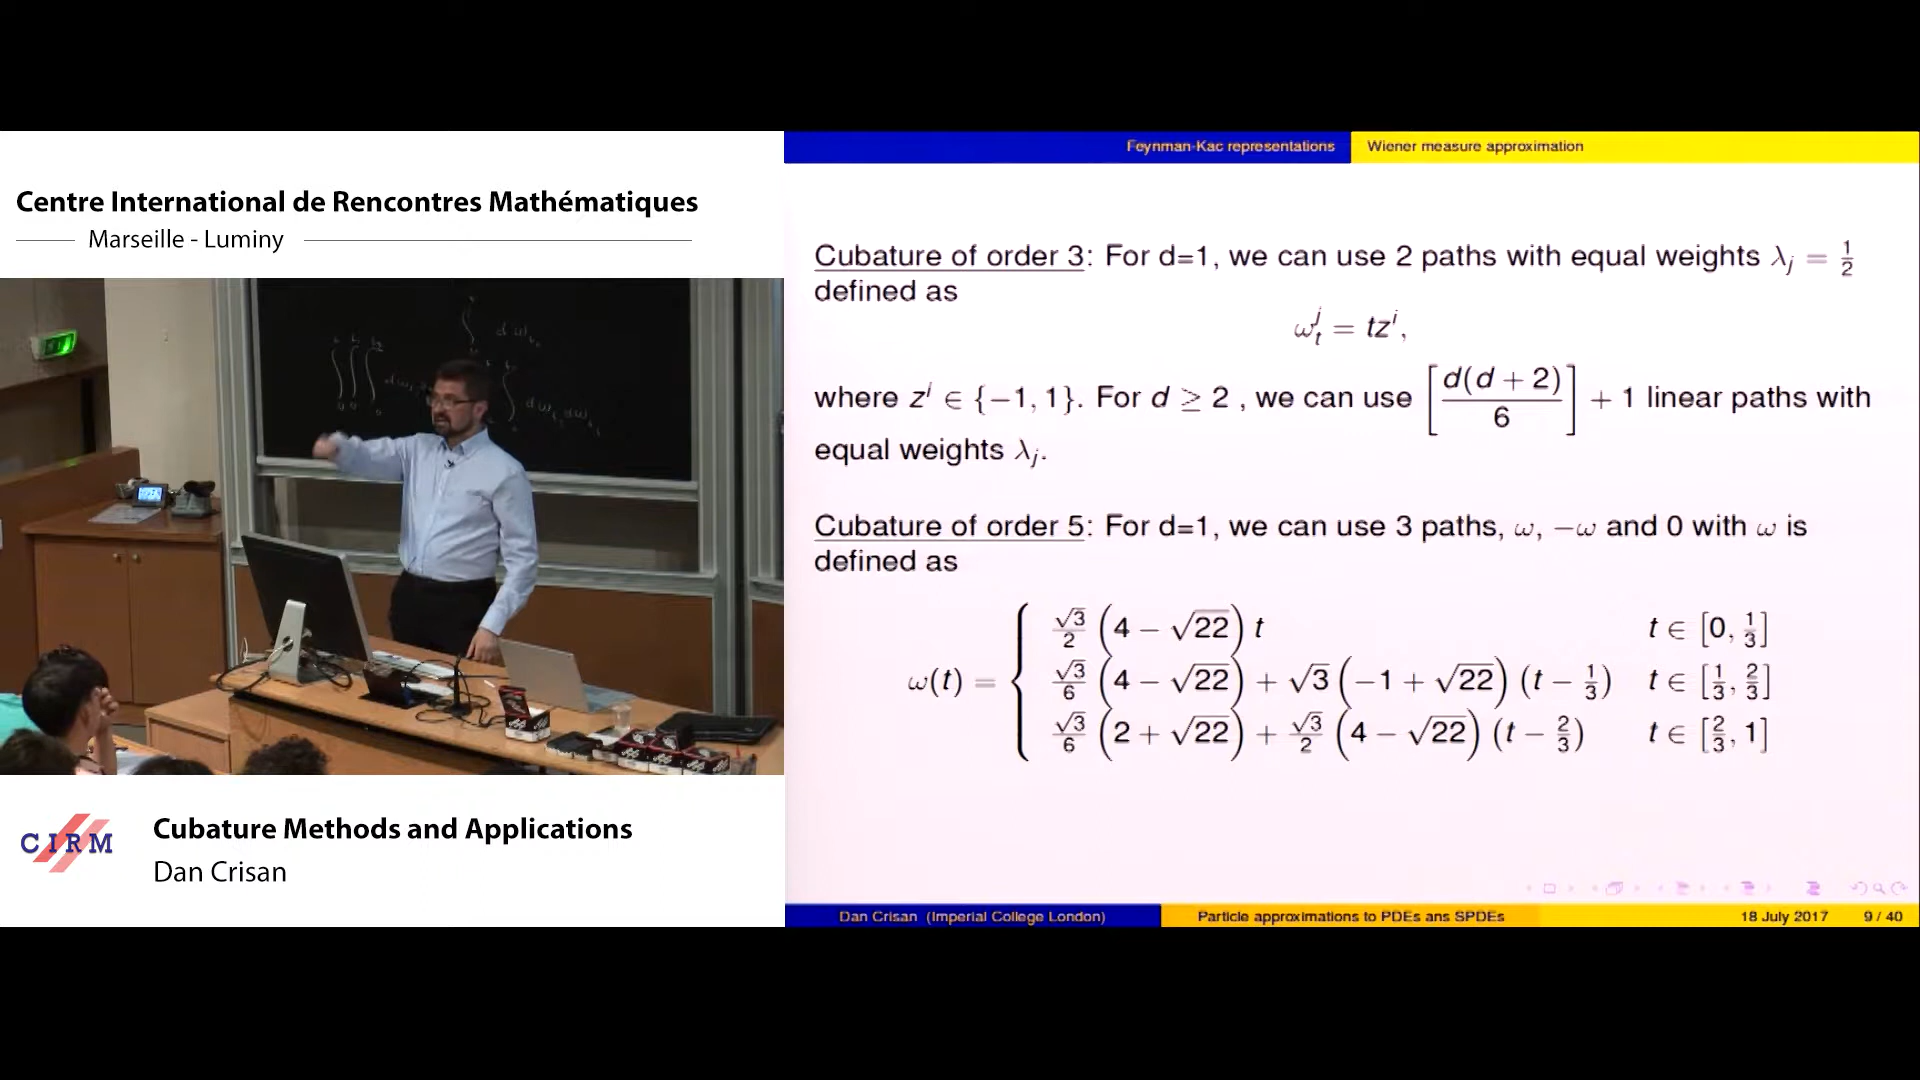 Centre International de Rencontres Mathématiques
Marseille - Luminy
CIRM
Cubature Methods and Applications
Dan Crisan
Feynman-Kac representations Wiener measure approximation
Cubature of order 3: For d=1, we can use 2 paths with equal weights λ_j = 1/2
defined as
ω_t^j = tz^i,
where z^i ∈ {−1, 1}. For d ≥ 2 , we can use [d(d + 2)/6] + 1 linear paths with
equal weights λ_j.
Cubature of order 5: For d=1, we can use 3 paths, ω, −ω and 0 with ω is
defined as
ω(t) = {
√3/2 (4 − √22) t t ∈ [0, 1/3]
√3/6 (4 − √22) + √3 (−1 + √22) (t − 1/3) t ∈ [1/3, 2/3]
√3/6 (2 + √22) + √3/2 (4 − √22) (t − 2/3) t ∈ [2/3, 1]
Dan Crisan (Imperial College London) Particle approximations to PDEs ans SPDEs 18 July 2017 9 / 40